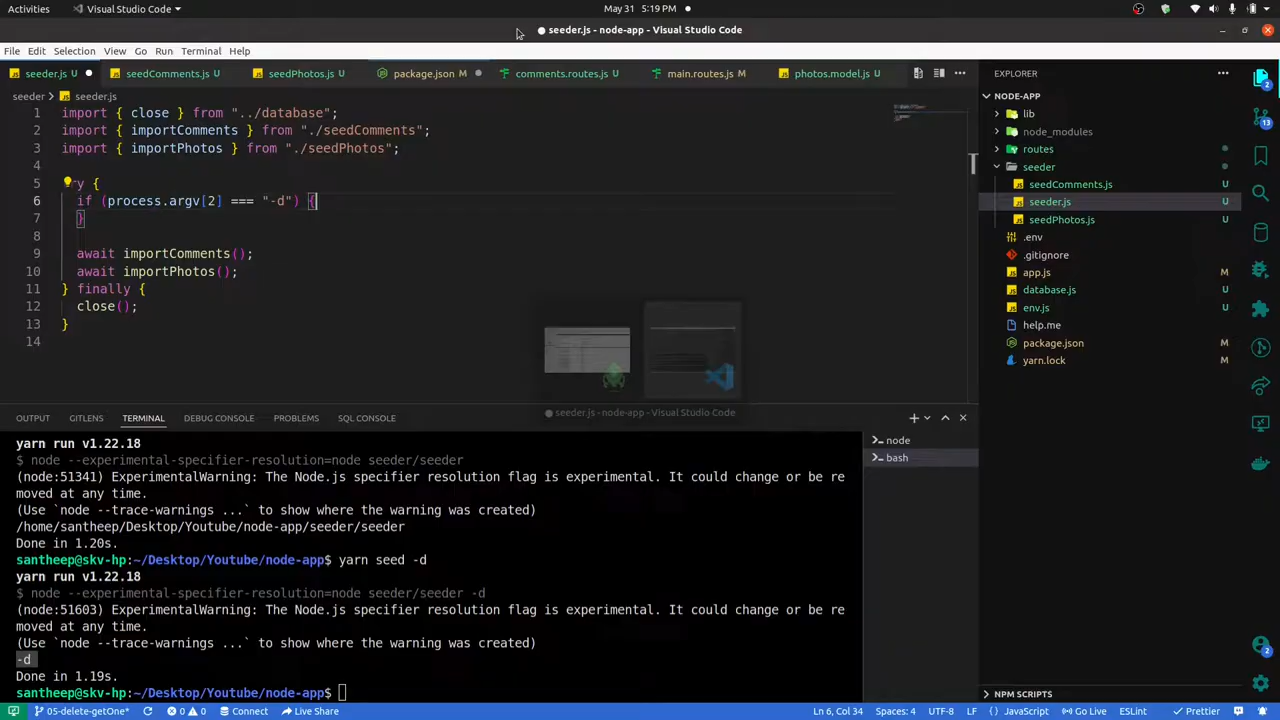 Activities
Visual Studio Code
May 31 5:19 PM
seeder.js - node-app - Visual Studio Code
File Edit Selection View Go Run Terminal Help
seeder.js
seedComments.js U
seedPhotos.js U
package.json M
comments.routes.js U
main.routes.js M
photos.model.js U
seeder > seeder.js
1 import { close } from "../database";
2 import { importComments } from "./seedComments";
3 import { importPhotos } from "./seedPhotos";
4
5 ry {
6 if (process.argv[2] === "-d") {
7 }
8
9 await importComments();
10 await importPhotos();
11 } finally {
12 close();
13 }
14
seeder.js - node-app - Visual Studio Code
OUTPUT GITLENS TERMINAL DEBUG CONSOLE PROBLEMS SQL CONSOLE
yarn run v1.22.18
$ node --experimental-specifier-resolution=node seeder/seeder
(node:51341) ExperimentalWarning: The Node.js specifier resolution flag is experimental. It could change or be re
moved at any time.
(Use `node --trace-warnings ...` to show where the warning was created)
/home/santheep/Desktop/Youtube/node-app/seeder/seeder
Done in 1.20s.
santheep@skv-hp:~/Desktop/Youtube/node-app$ yarn seed -d
yarn run v1.22.18
$ node --experimental-specifier-resolution=node seeder/seeder -d
(node:51603) ExperimentalWarning: The Node.js specifier resolution flag is experimental. It could change or be re
moved at any time.
(Use `node --trace-warnings ...` to show where the warning was created)
-d
Done in 1.19s.
santheep@skv-hp:~/Desktop/Youtube/node-app$
node
bash
EXPLORER
NODE-APP
lib
node_modules
routes
seeder
seedComments.js U
seeder.js U
seedPhotos.js U
.env
.gitignore
app.js M
database.js U
env.js U
help.me
package.json M
yarn.lock M
NPM SCRIPTS
2
13
2
05-delete-getOne* 0 0 Connect Live Share
Ln 6, Col 34 Spaces: 4 UTF-8 LF JavaScript Go Live ESLint Prettier